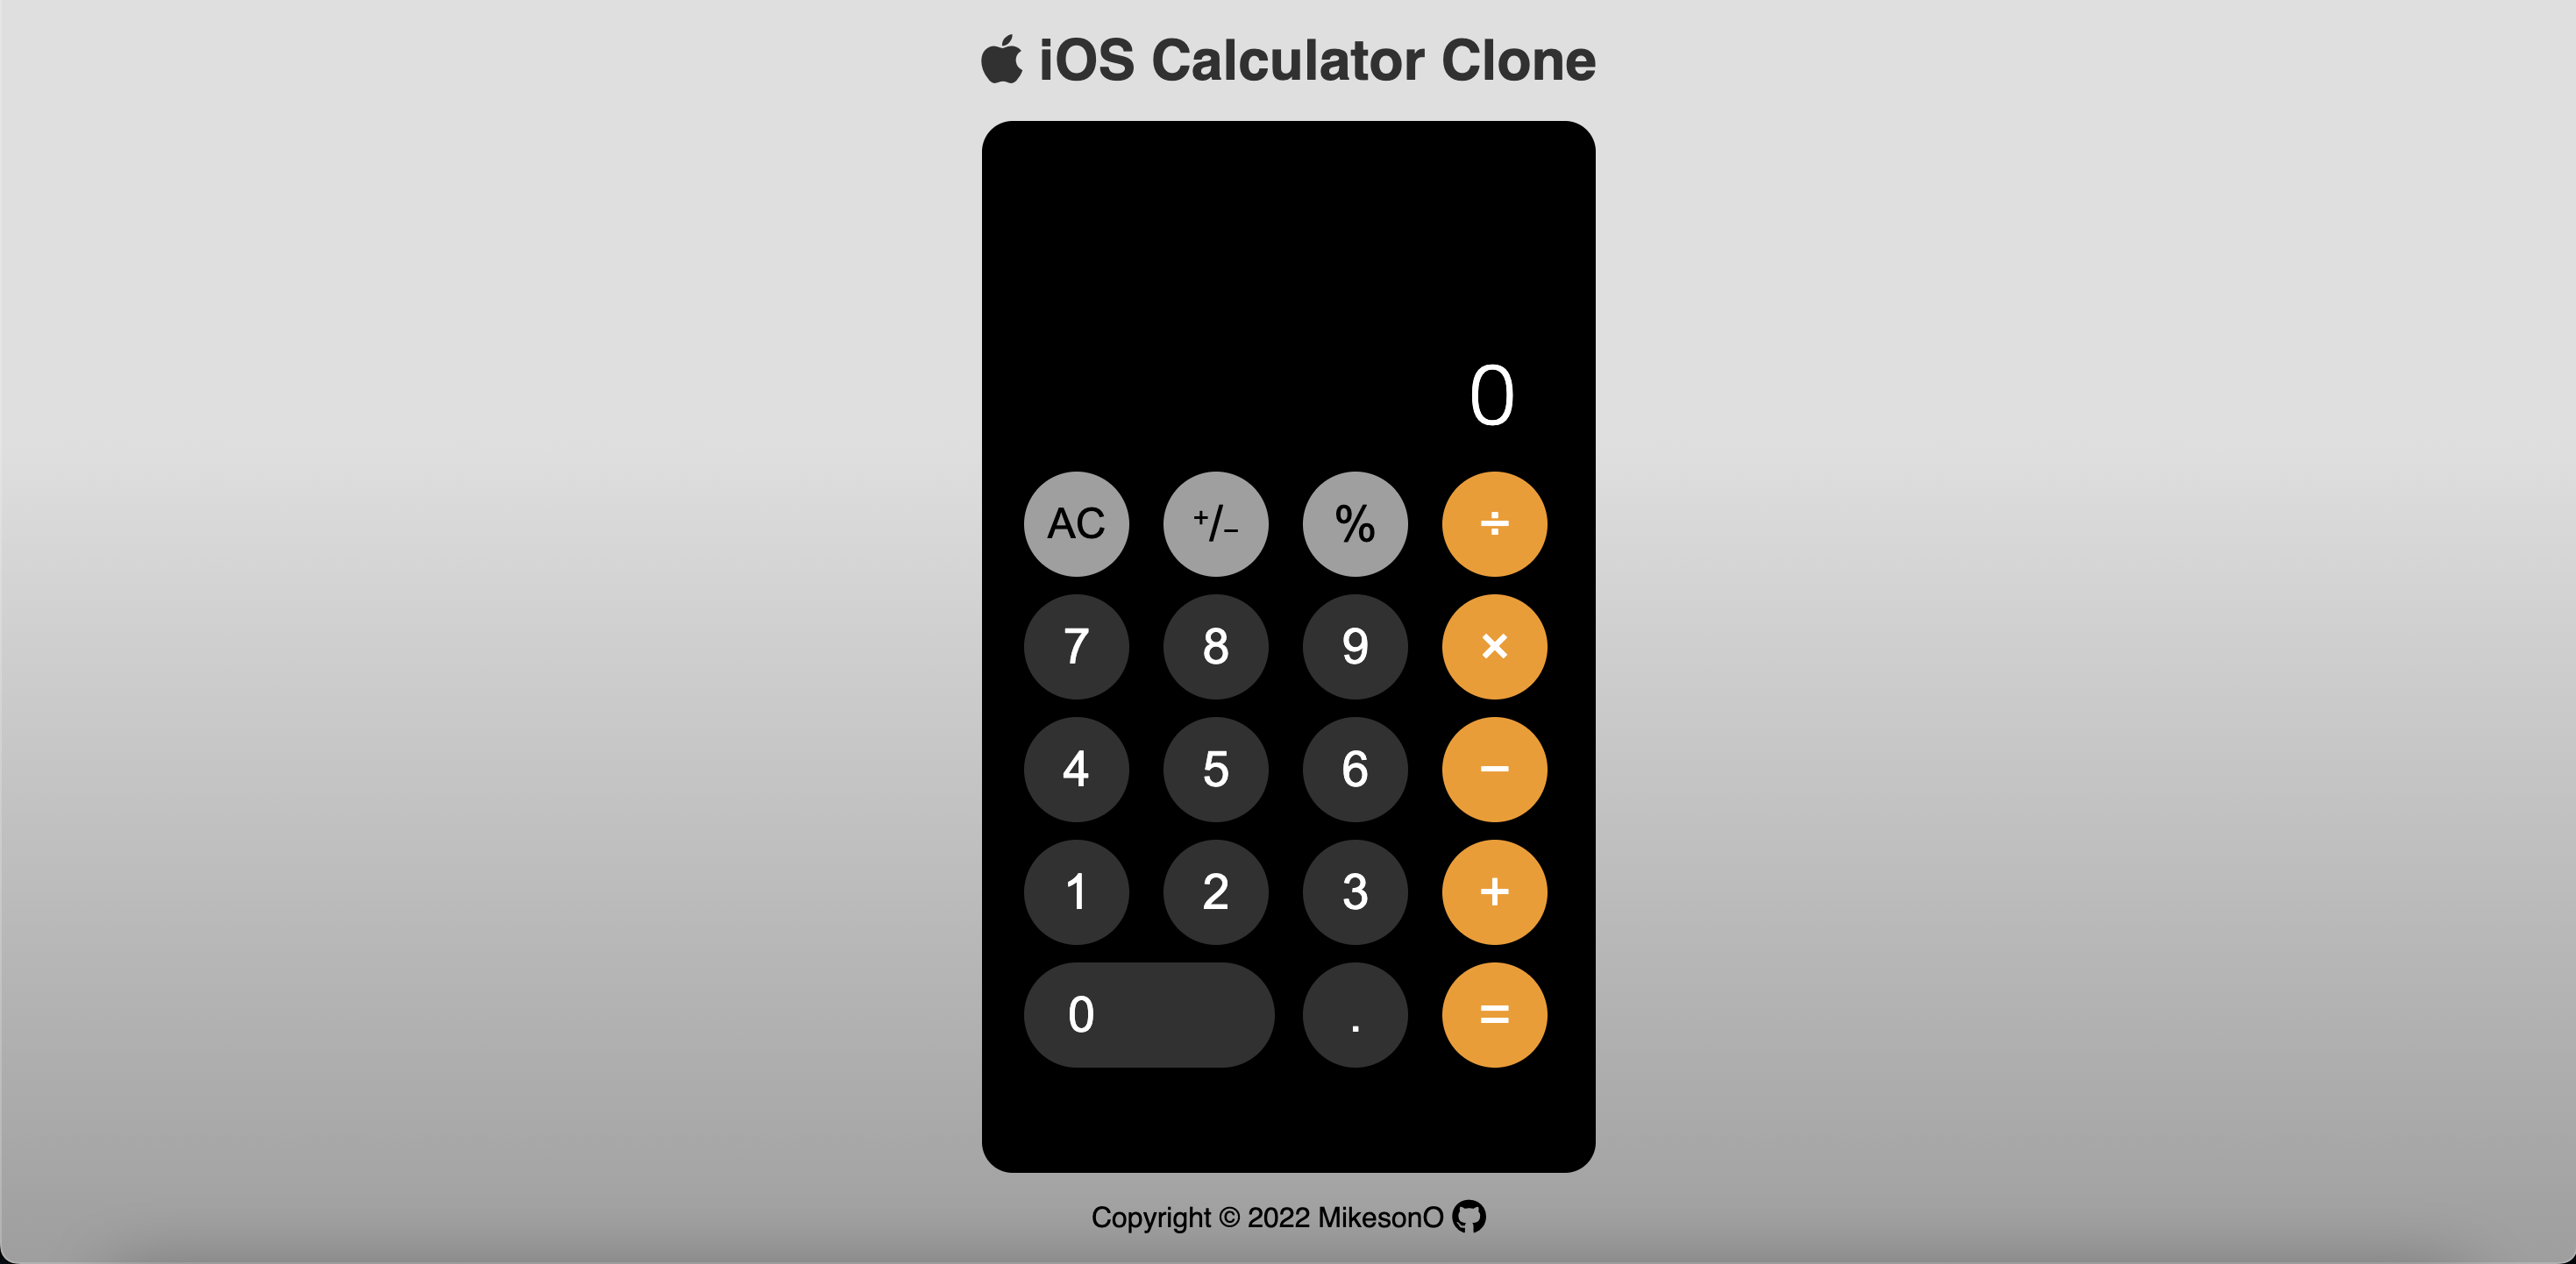 iOS Calculator Clone
0
AC +/− % ÷
7 8 9 ×
4 5 6 −
1 2 3 +
0 . =
Copyright © 2022 MikesonO